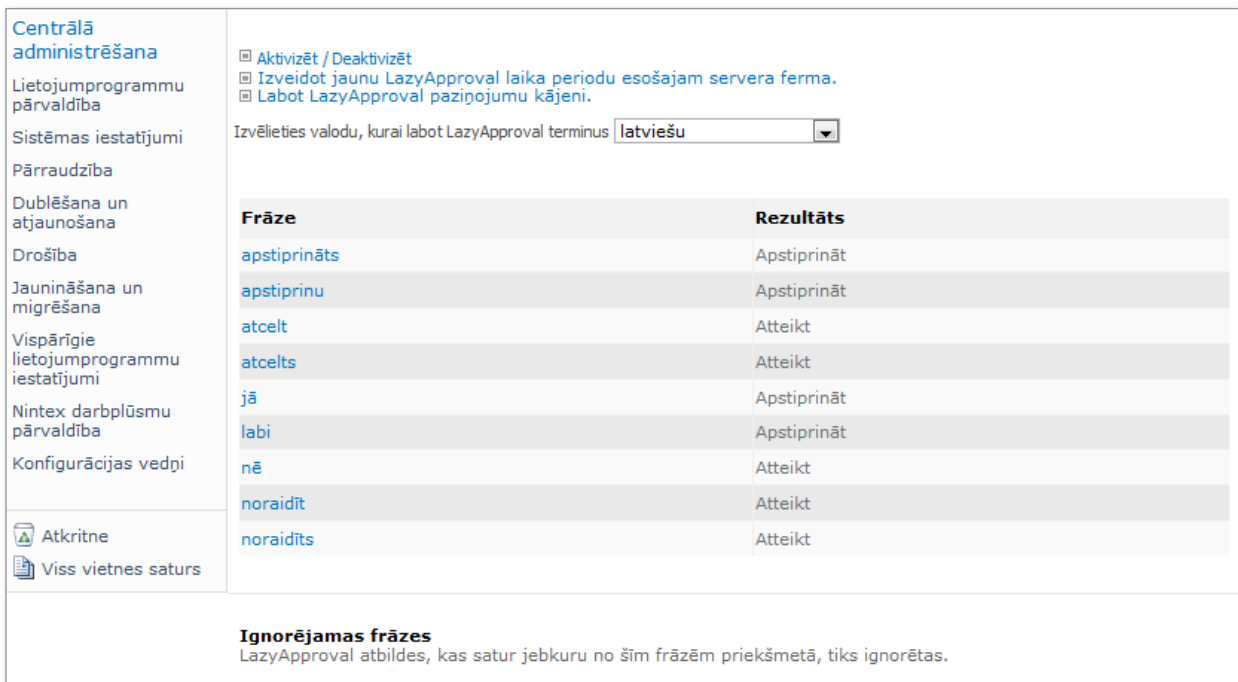 Centrālā
administrēšana
Lietojumprogrammu
pārvaldība
Sistēmas iestatījumi
Pārraudzība
Dublēšana un
atjaunošana
Drošība
Jaunināšana un
migrēšana
Vispārīgie
lietojumprogrammu
iestatījumi
Nintex darbplūsmu
pārvaldība
Konfigurācijas vedņi
Atkritne
Viss vietnes saturs
Aktivizēt / Deaktivizēt
Izveidot jaunu LazyApproval laika periodu esošajam servera ferma.
Labot LazyApproval paziņojumu kājeni.
Izvēlieties valodu, kurai labot LazyApproval terminus latviešu
Frāze Rezultāts
apstiprināts Apstiprināt
apstiprinu Apstiprināt
atcelt Atteikt
atcelts Atteikt
jā Apstiprināt
labi Apstiprināt
nē Atteikt
noraidīt Atteikt
noraidīts Atteikt
Ignorējamas frāzes
LazyApproval atbildes, kas satur jebkuru no šīm frāzēm priekšmetā, tiks ignorētas.